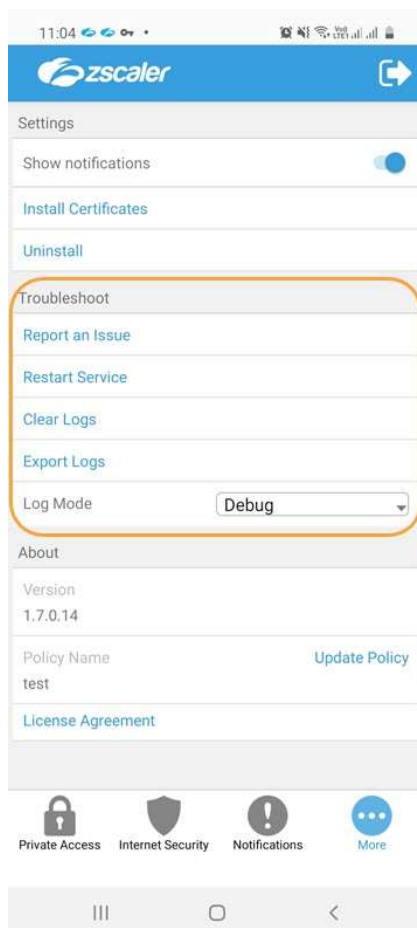 11:04
zscaler
Settings
Show notifications
Install Certificates
Uninstall
Troubleshoot
Report an Issue
Restart Service
Clear Logs
Export Logs
Log Mode Debug
About
Version
1.7.0.14
Policy Name Update Policy
test
License Agreement
Private Access Internet Security Notifications More